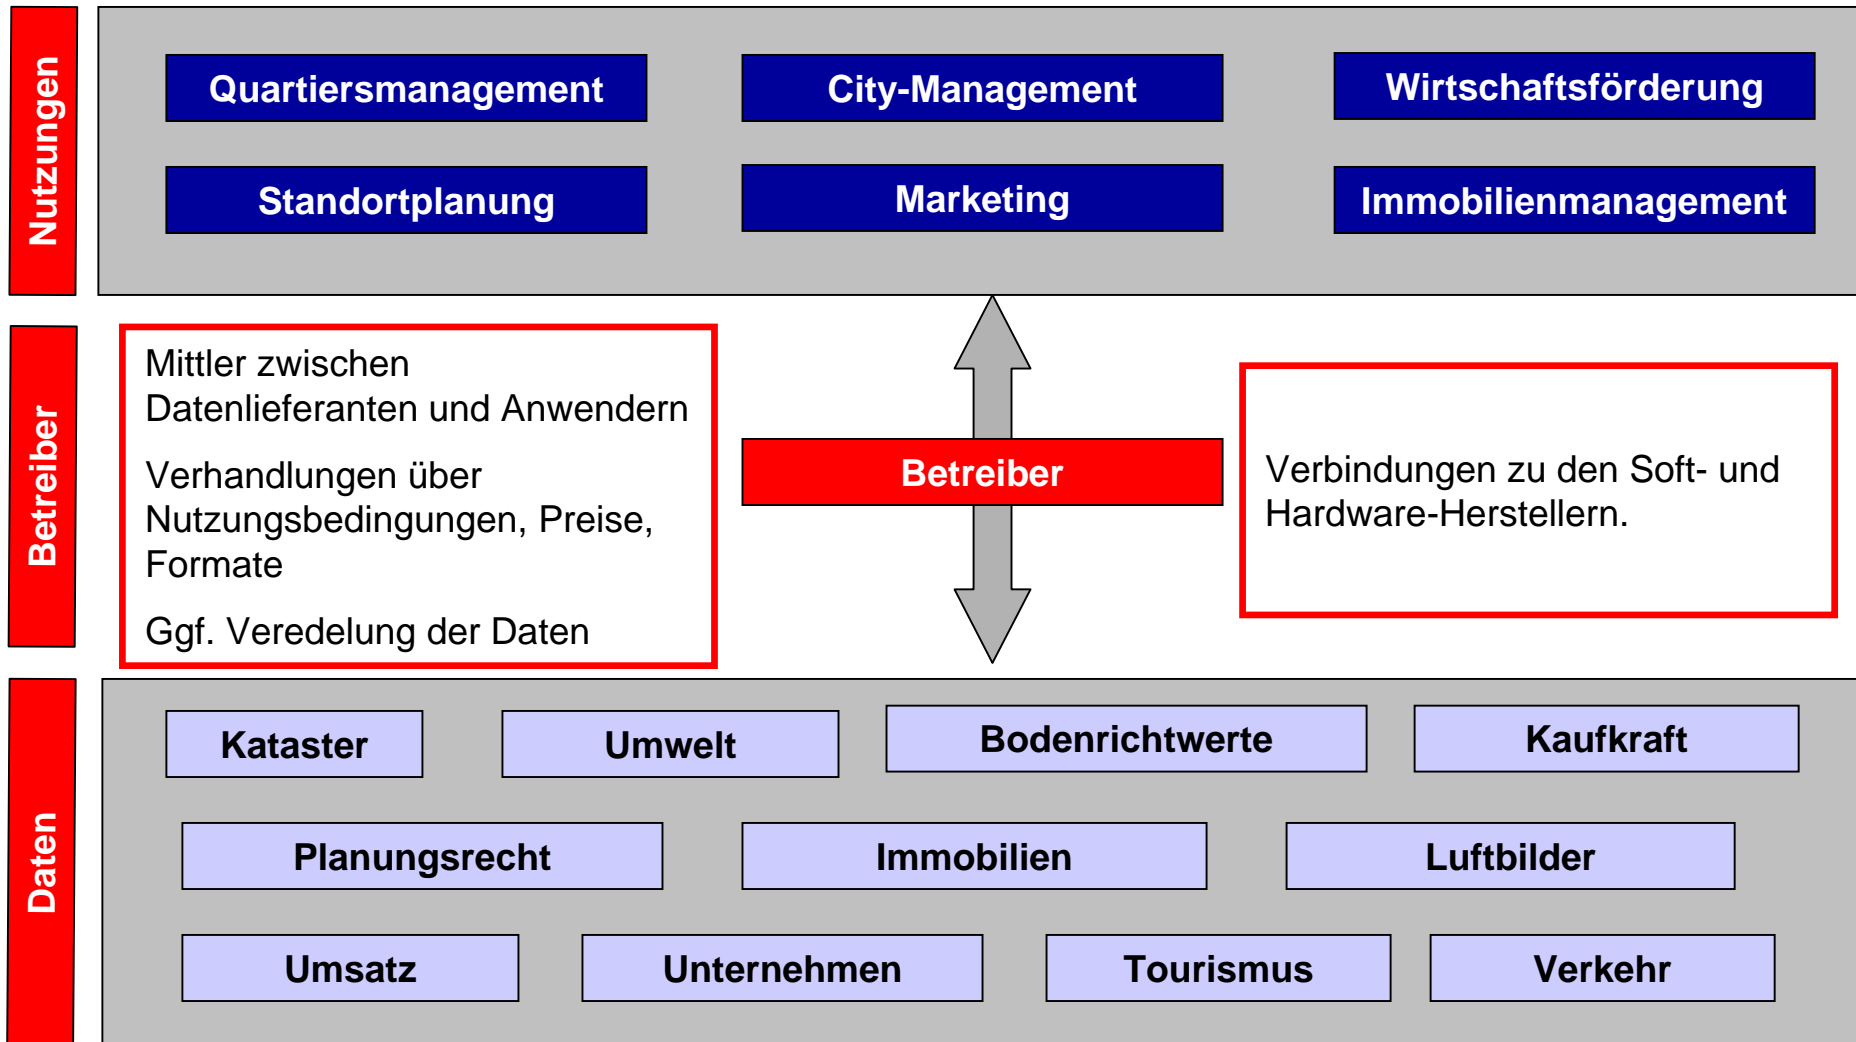 Nutzungen
Quartiersmanagement
City-Management
Wirtschaftsförderung
Standortplanung
Marketing
Immobilienmanagement
Betreiber
Mittler zwischen
Datenlieferanten und Anwendern
Verhandlungen über
Nutzungsbedingungen, Preise,
Formate
Ggf. Veredelung der Daten
Betreiber
Verbindungen zu den Soft- und
Hardware-Herstellern.
Daten
Kataster
Umwelt
Bodenrichtwerte
Kaufkraft
Planungsrecht
Immobilien
Luftbilder
Umsatz
Unternehmen
Tourismus
Verkehr